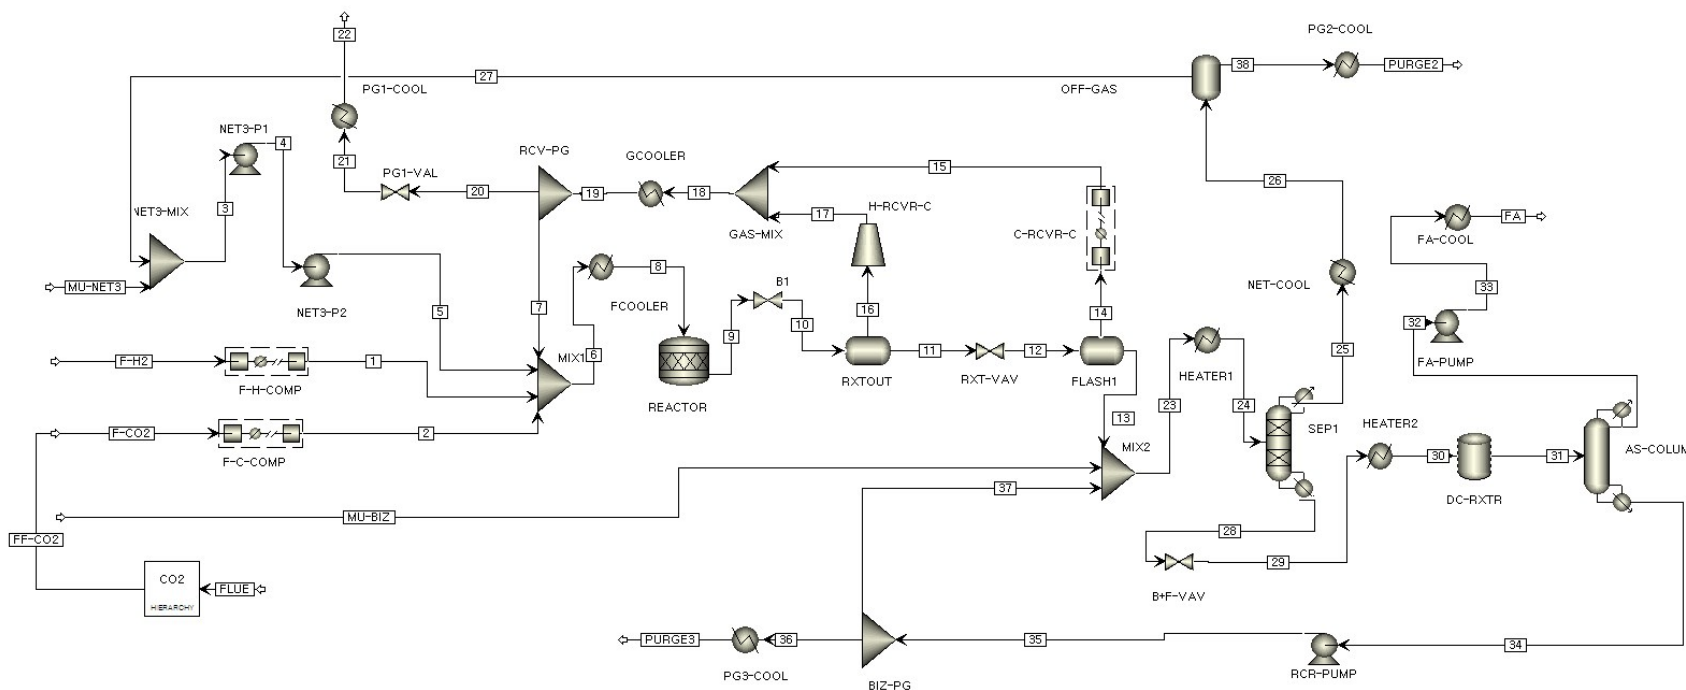 PG2-COOL
22
38
PURGE2
27
PG1-COOL
OFF-GAS
NET3-P1
4
RCV-PG
GCOOLER
21
PG1-VAL
15
26
20
19
18
H-RCVR-C
3
NET3-MIX
17
FA
GAS-MIX
C-RCVR-C
FA-COOL
8
B1
NET-COOL
MU-NET3
FCOOLER
33
NET3-P2
5
7
16
14
32
9
10
25
F-H2
1
MIX1
6
11
12
FA-PUMP
F-H-COMP
RXTOUT
RXT-VAV
FLASH1
HEATER1
REACTOR
23
24
13
F-CO2
2
SEP1
HEATER2
MIX2
AS-COLUM
F-C-COMP
30
31
37
DC-RXTR
MU-BIZ
28
FF-CO2
29
CO2
HIERARCHY
FLUE
B+F-VAV
PURGE3
36
35
34
PG3-COOL
BIZ-PG
RCR-PUMP